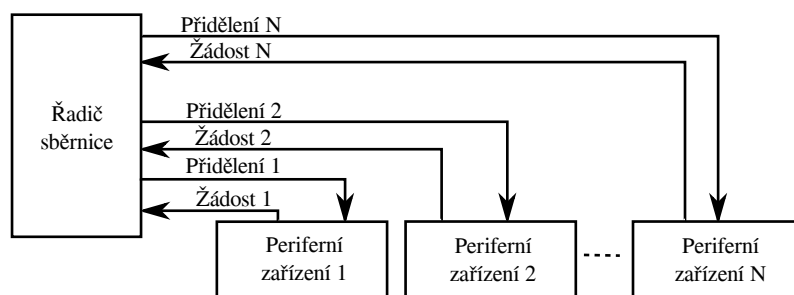 Přidělení N
Žádost N
Řadič
sběrnice
Přidělení 2
Žádost 2
Přidělení 1
Žádost 1
Periferní
zařízení 1
Periferní
zařízení 2
Periferní
zařízení N